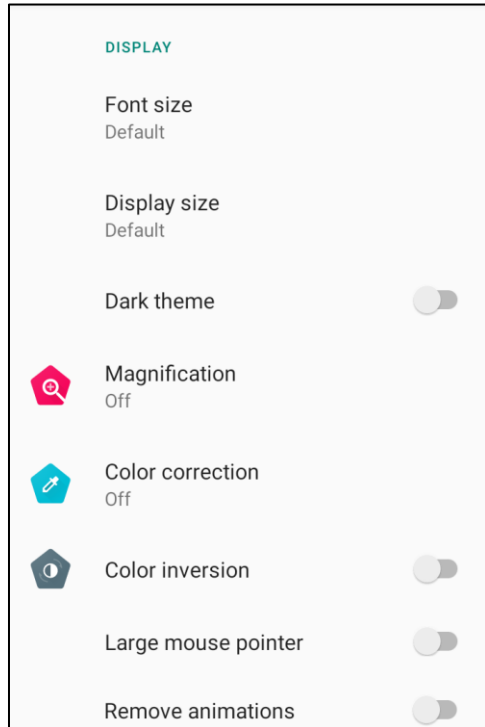 DISPLAY
Font size
Default
Display size
Default
Dark theme
Magnification
Off
Color correction
Off
Color inversion
Large mouse pointer
Remove animations